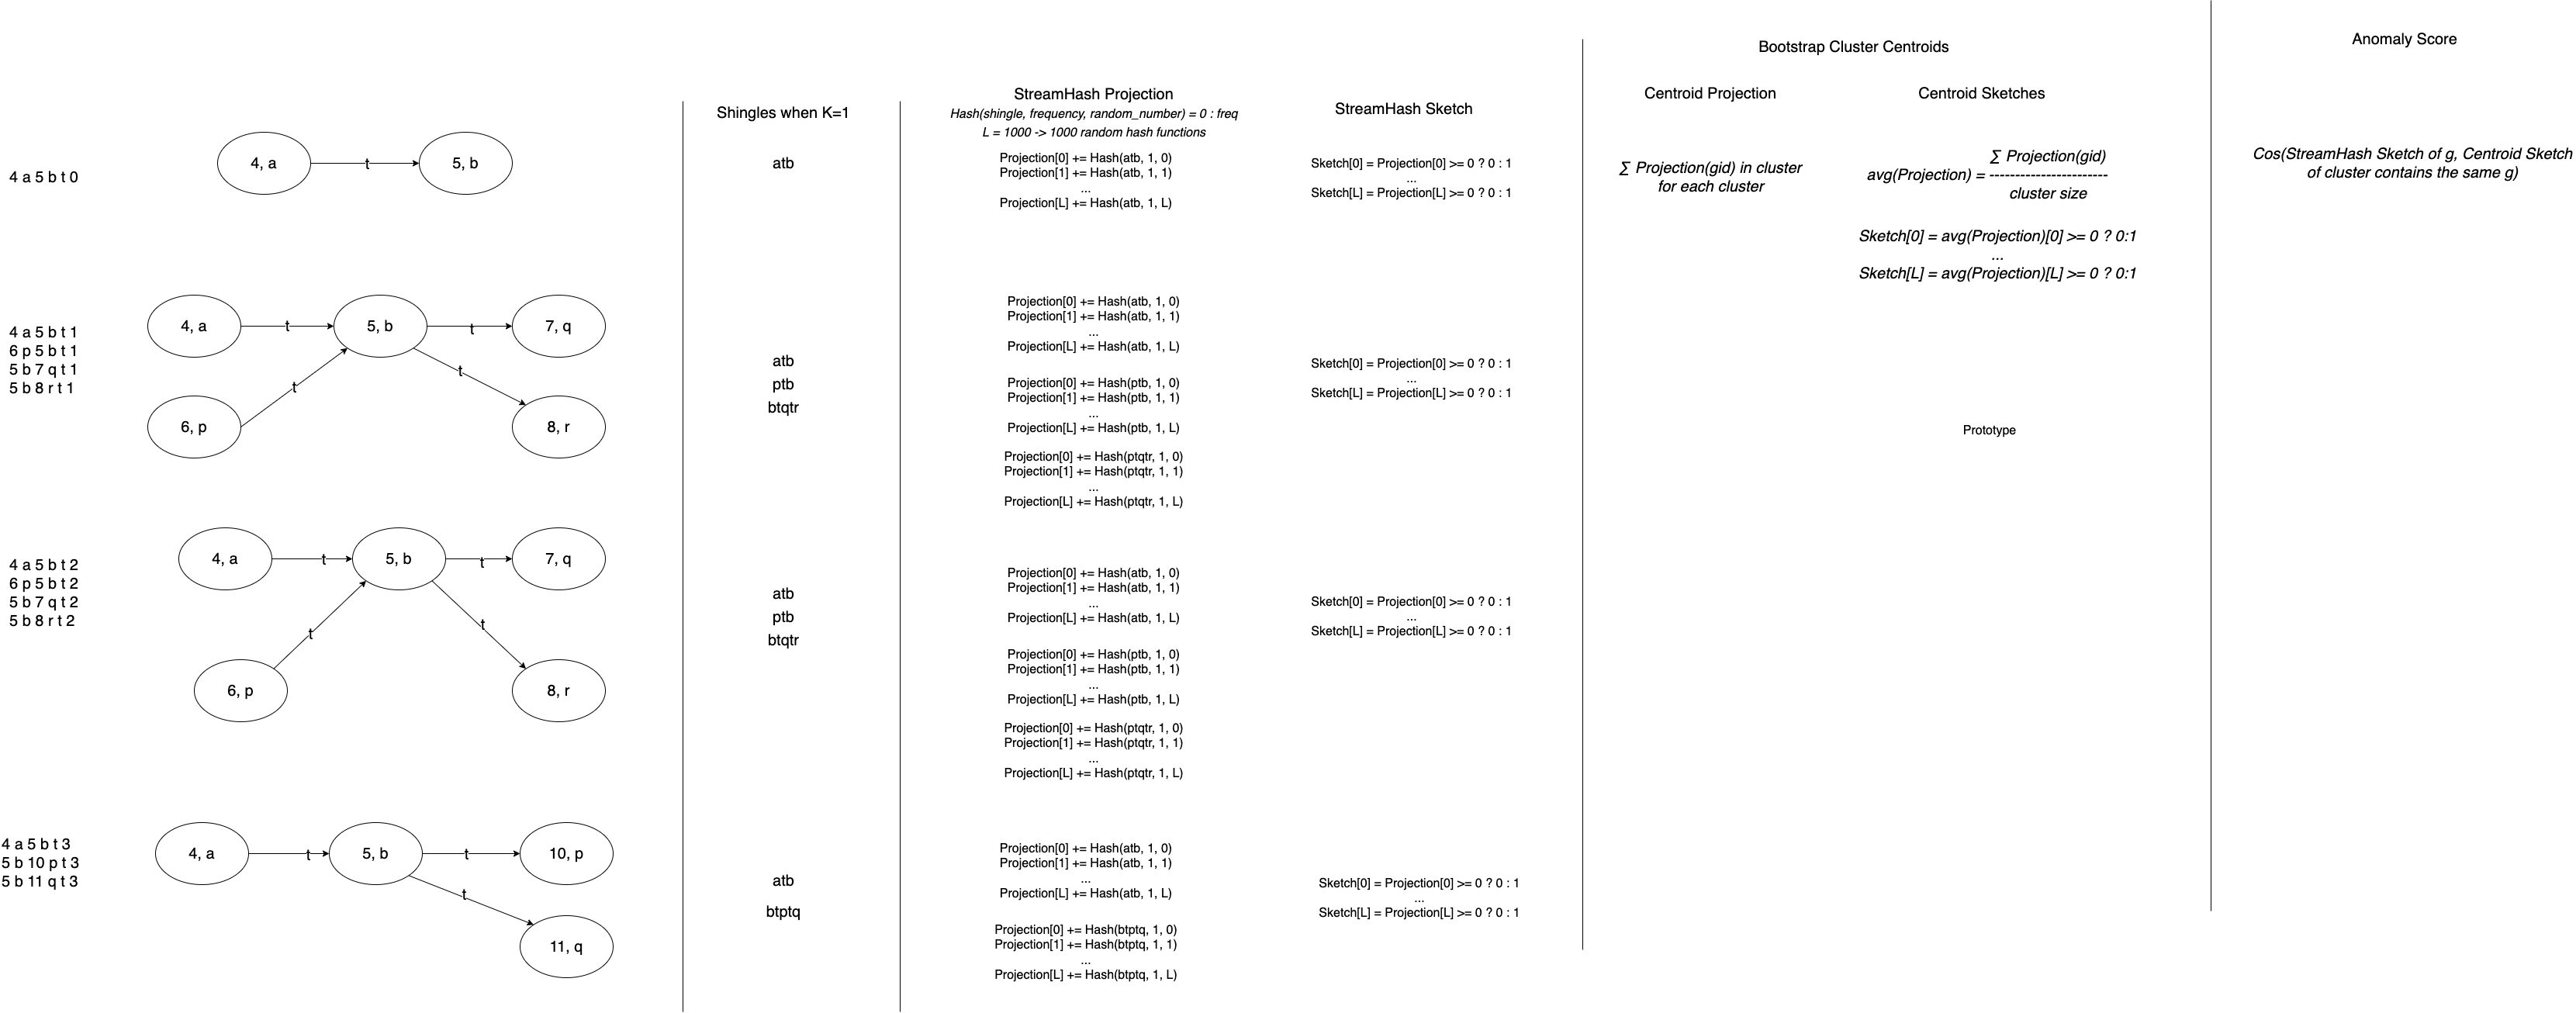 Bootstrap Cluster Centroids
Anomaly Score
StreamHash Projection
Centroid Projection
Centroid Sketches
Shingles when K=1
Hash(shingle, frequency, random_number) = 0 : freq
L = 1000 -> 1000 random hash functions
StreamHash Sketch
4 a 5 b t 0
4, a
t
5, b
atb
Projection[0] += Hash(atb, 1, 0)
Projection[1] += Hash(atb, 1, 1)
...
Projection[L] += Hash(atb, 1, L)
Sketch[0] = Projection[0] >= 0 ? 0 : 1
...
Sketch[L] = Projection[L] >= 0 ? 0 : 1
∑ Projection(gid) in cluster
for each cluster
∑ Projection(gid)
avg(Projection) = -----------------------
cluster size
Sketch[0] = avg(Projection)[0] >= 0 ? 0:1
...
Sketch[L] = avg(Projection)[L] >= 0 ? 0:1
Cos(StreamHash Sketch of g, Centroid Sketch
of cluster contains the same g)
4 a 5 b t 1
6 p 5 b t 1
5 b 7 q t 1
5 b 8 r t 1
4, a
t
5, b
t
7, q
t
t
6, p
8, r
atb
ptb
btqtr
Projection[0] += Hash(atb, 1, 0)
Projection[1] += Hash(atb, 1, 1)
...
Projection[L] += Hash(atb, 1, L)
Projection[0] += Hash(ptb, 1, 0)
Projection[1] += Hash(ptb, 1, 1)
...
Projection[L] += Hash(ptb, 1, L)
Projection[0] += Hash(ptqtr, 1, 0)
Projection[1] += Hash(ptqtr, 1, 1)
...
Projection[L] += Hash(ptqtr, 1, L)
Sketch[0] = Projection[0] >= 0 ? 0 : 1
...
Sketch[L] = Projection[L] >= 0 ? 0 : 1
Prototype
4 a 5 b t 2
6 p 5 b t 2
5 b 7 q t 2
5 b 8 r t 2
4, a
t
5, b
t
7, q
t
t
6, p
8, r
atb
ptb
btqtr
Projection[0] += Hash(atb, 1, 0)
Projection[1] += Hash(atb, 1, 1)
...
Projection[L] += Hash(atb, 1, L)
Projection[0] += Hash(ptb, 1, 0)
Projection[1] += Hash(ptb, 1, 1)
...
Projection[L] += Hash(ptb, 1, L)
Projection[0] += Hash(ptqtr, 1, 0)
Projection[1] += Hash(ptqtr, 1, 1)
...
Projection[L] += Hash(ptqtr, 1, L)
Sketch[0] = Projection[0] >= 0 ? 0 : 1
...
Sketch[L] = Projection[L] >= 0 ? 0 : 1
4 a 5 b t 3
5 b 10 p t 3
5 b 11 q t 3
4, a
t
5, b
t
10, p
t
11, q
atb
btptq
Projection[0] += Hash(atb, 1, 0)
Projection[1] += Hash(atb, 1, 1)
...
Projection[L] += Hash(atb, 1, L)
Projection[0] += Hash(btptq, 1, 0)
Projection[1] += Hash(btptq, 1, 1)
...
Projection[L] += Hash(btptq, 1, L)
Sketch[0] = Projection[0] >= 0 ? 0 : 1
...
Sketch[L] = Projection[L] >= 0 ? 0 : 1